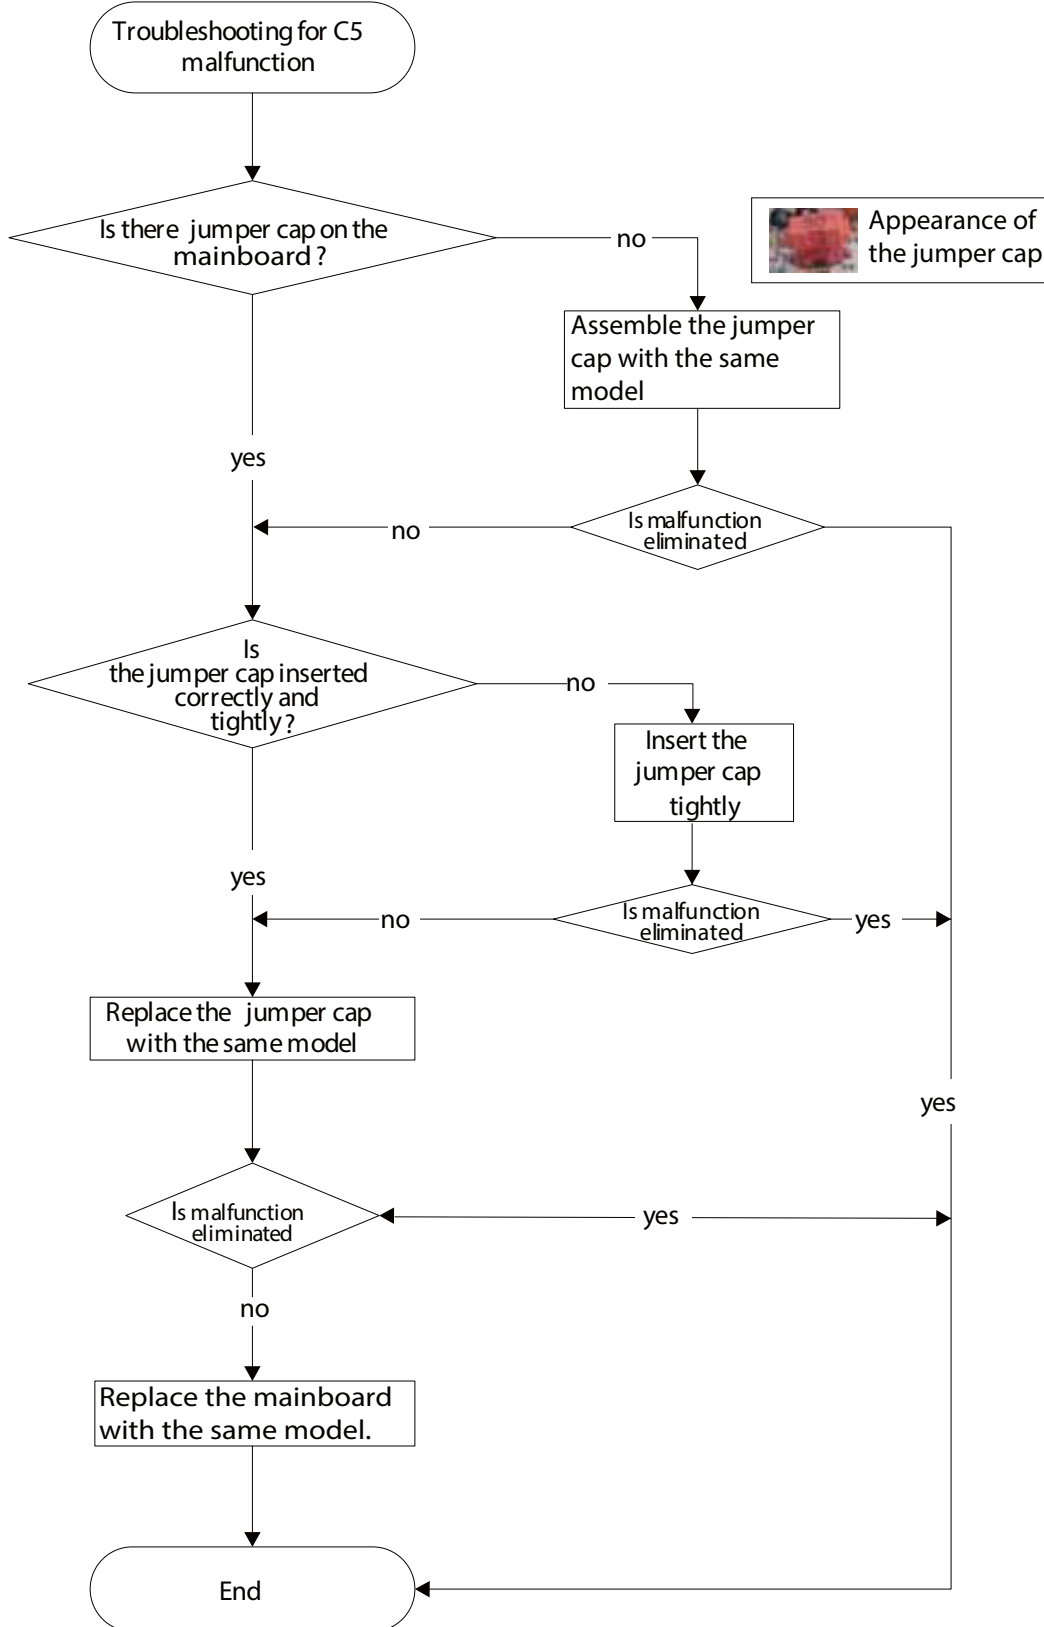 Troubleshooting for C5
malfunction
Is there jumper cap on the
mainboard ?
no
Appearance of
the jumper cap
Assemble the jumper
cap with the same
model
yes
Is malfunction
eliminated
no
Is
the jumper cap inserted
correctly and
tightly ?
no
Insert the
jumper cap
tightly
yes
Is malfunction
eliminated
no
yes
Replace the jumper cap
with the same model
yes
Is malfunction
eliminated
yes
no
Replace the mainboard
with the same model.
End